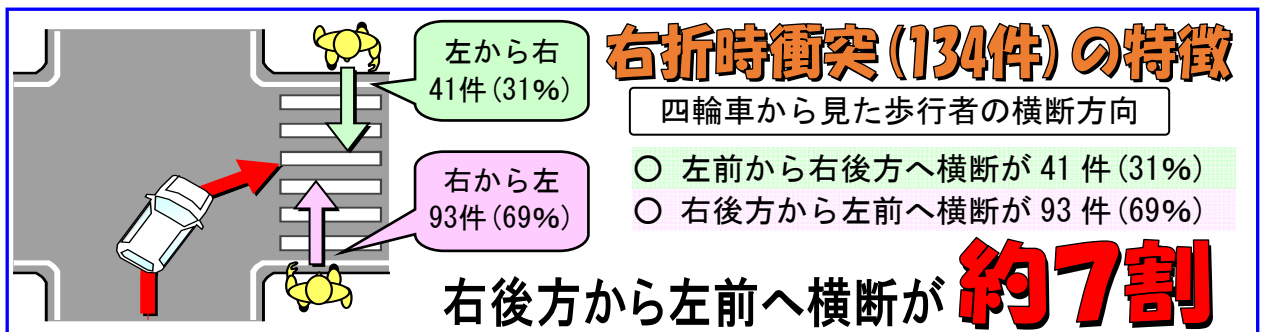 左から右
41件(31%)
右から左
93件(69%)
右折時衝突(134件)の特徴
四輪車から見た歩行者の横断方向
○ 左前から右後方へ横断が 41 件(31%)
○ 右後方から左前へ横断が 93 件(69%)
右後方から左前へ横断が 約7割